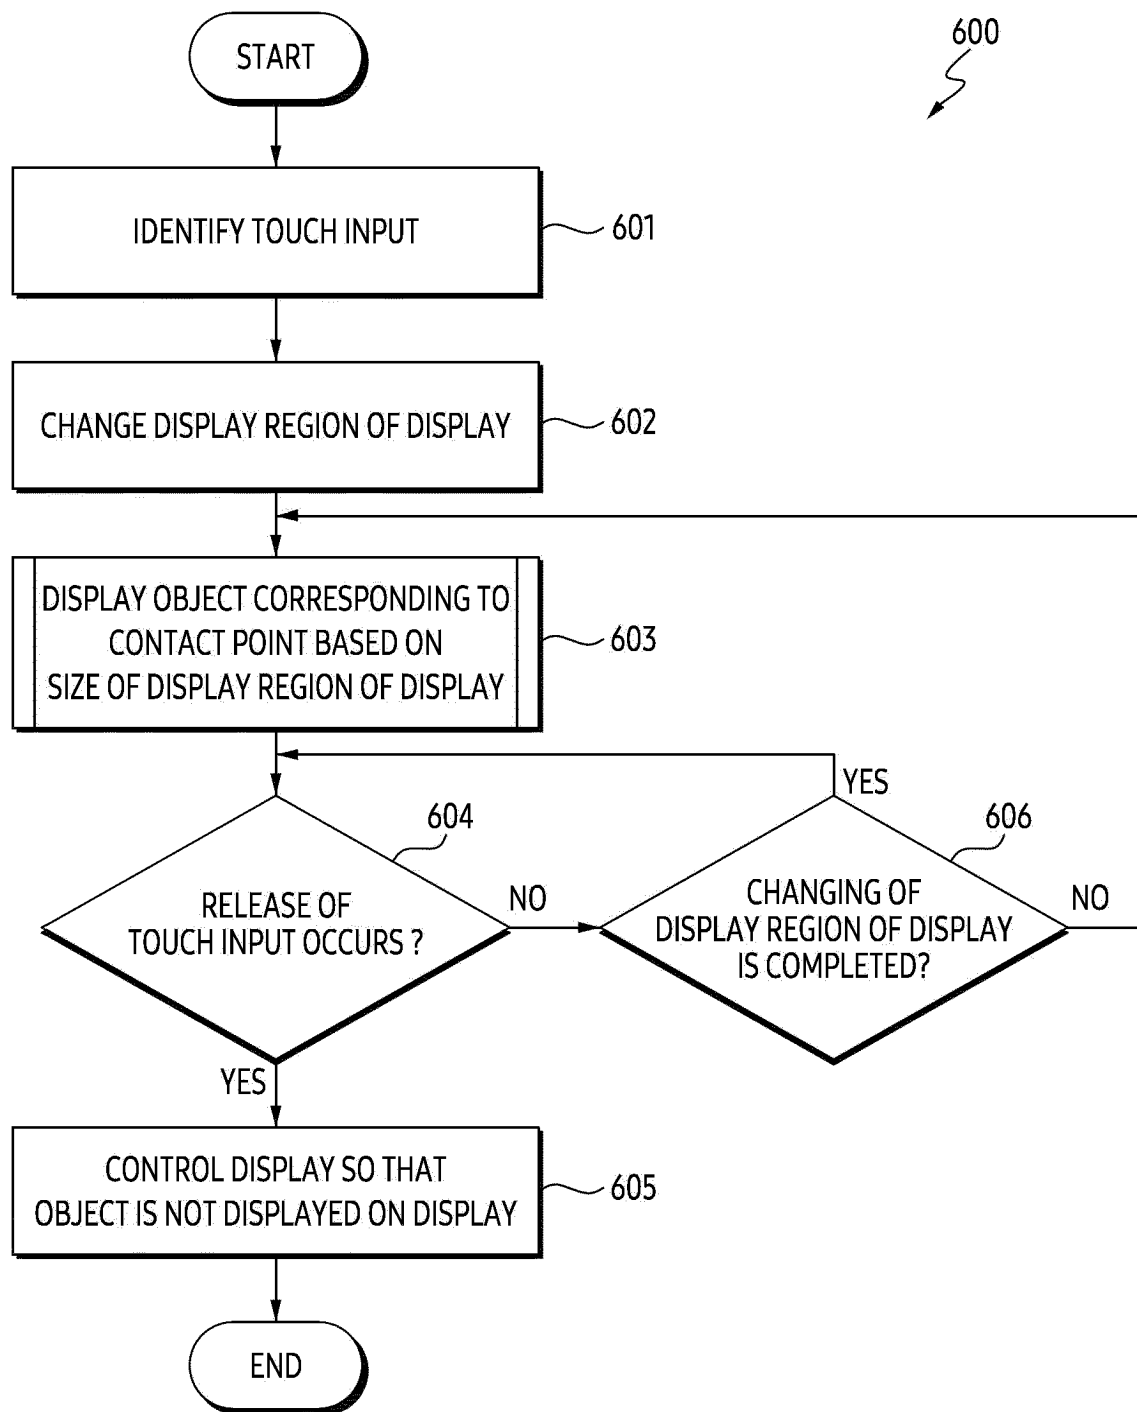 START
600
IDENTIFY TOUCH INPUT
601
CHANGE DISPLAY REGION OF DISPLAY
602
DISPLAY OBJECT CORRESPONDING TO
CONTACT POINT BASED ON
SIZE OF DISPLAY REGION OF DISPLAY
603
YES
604
606
RELEASE OF
TOUCH INPUT OCCURS ?
NO
CHANGING OF
DISPLAY REGION OF DISPLAY
IS COMPLETED?
NO
YES
CONTROL DISPLAY SO THAT
OBJECT IS NOT DISPLAYED ON DISPLAY
605
END